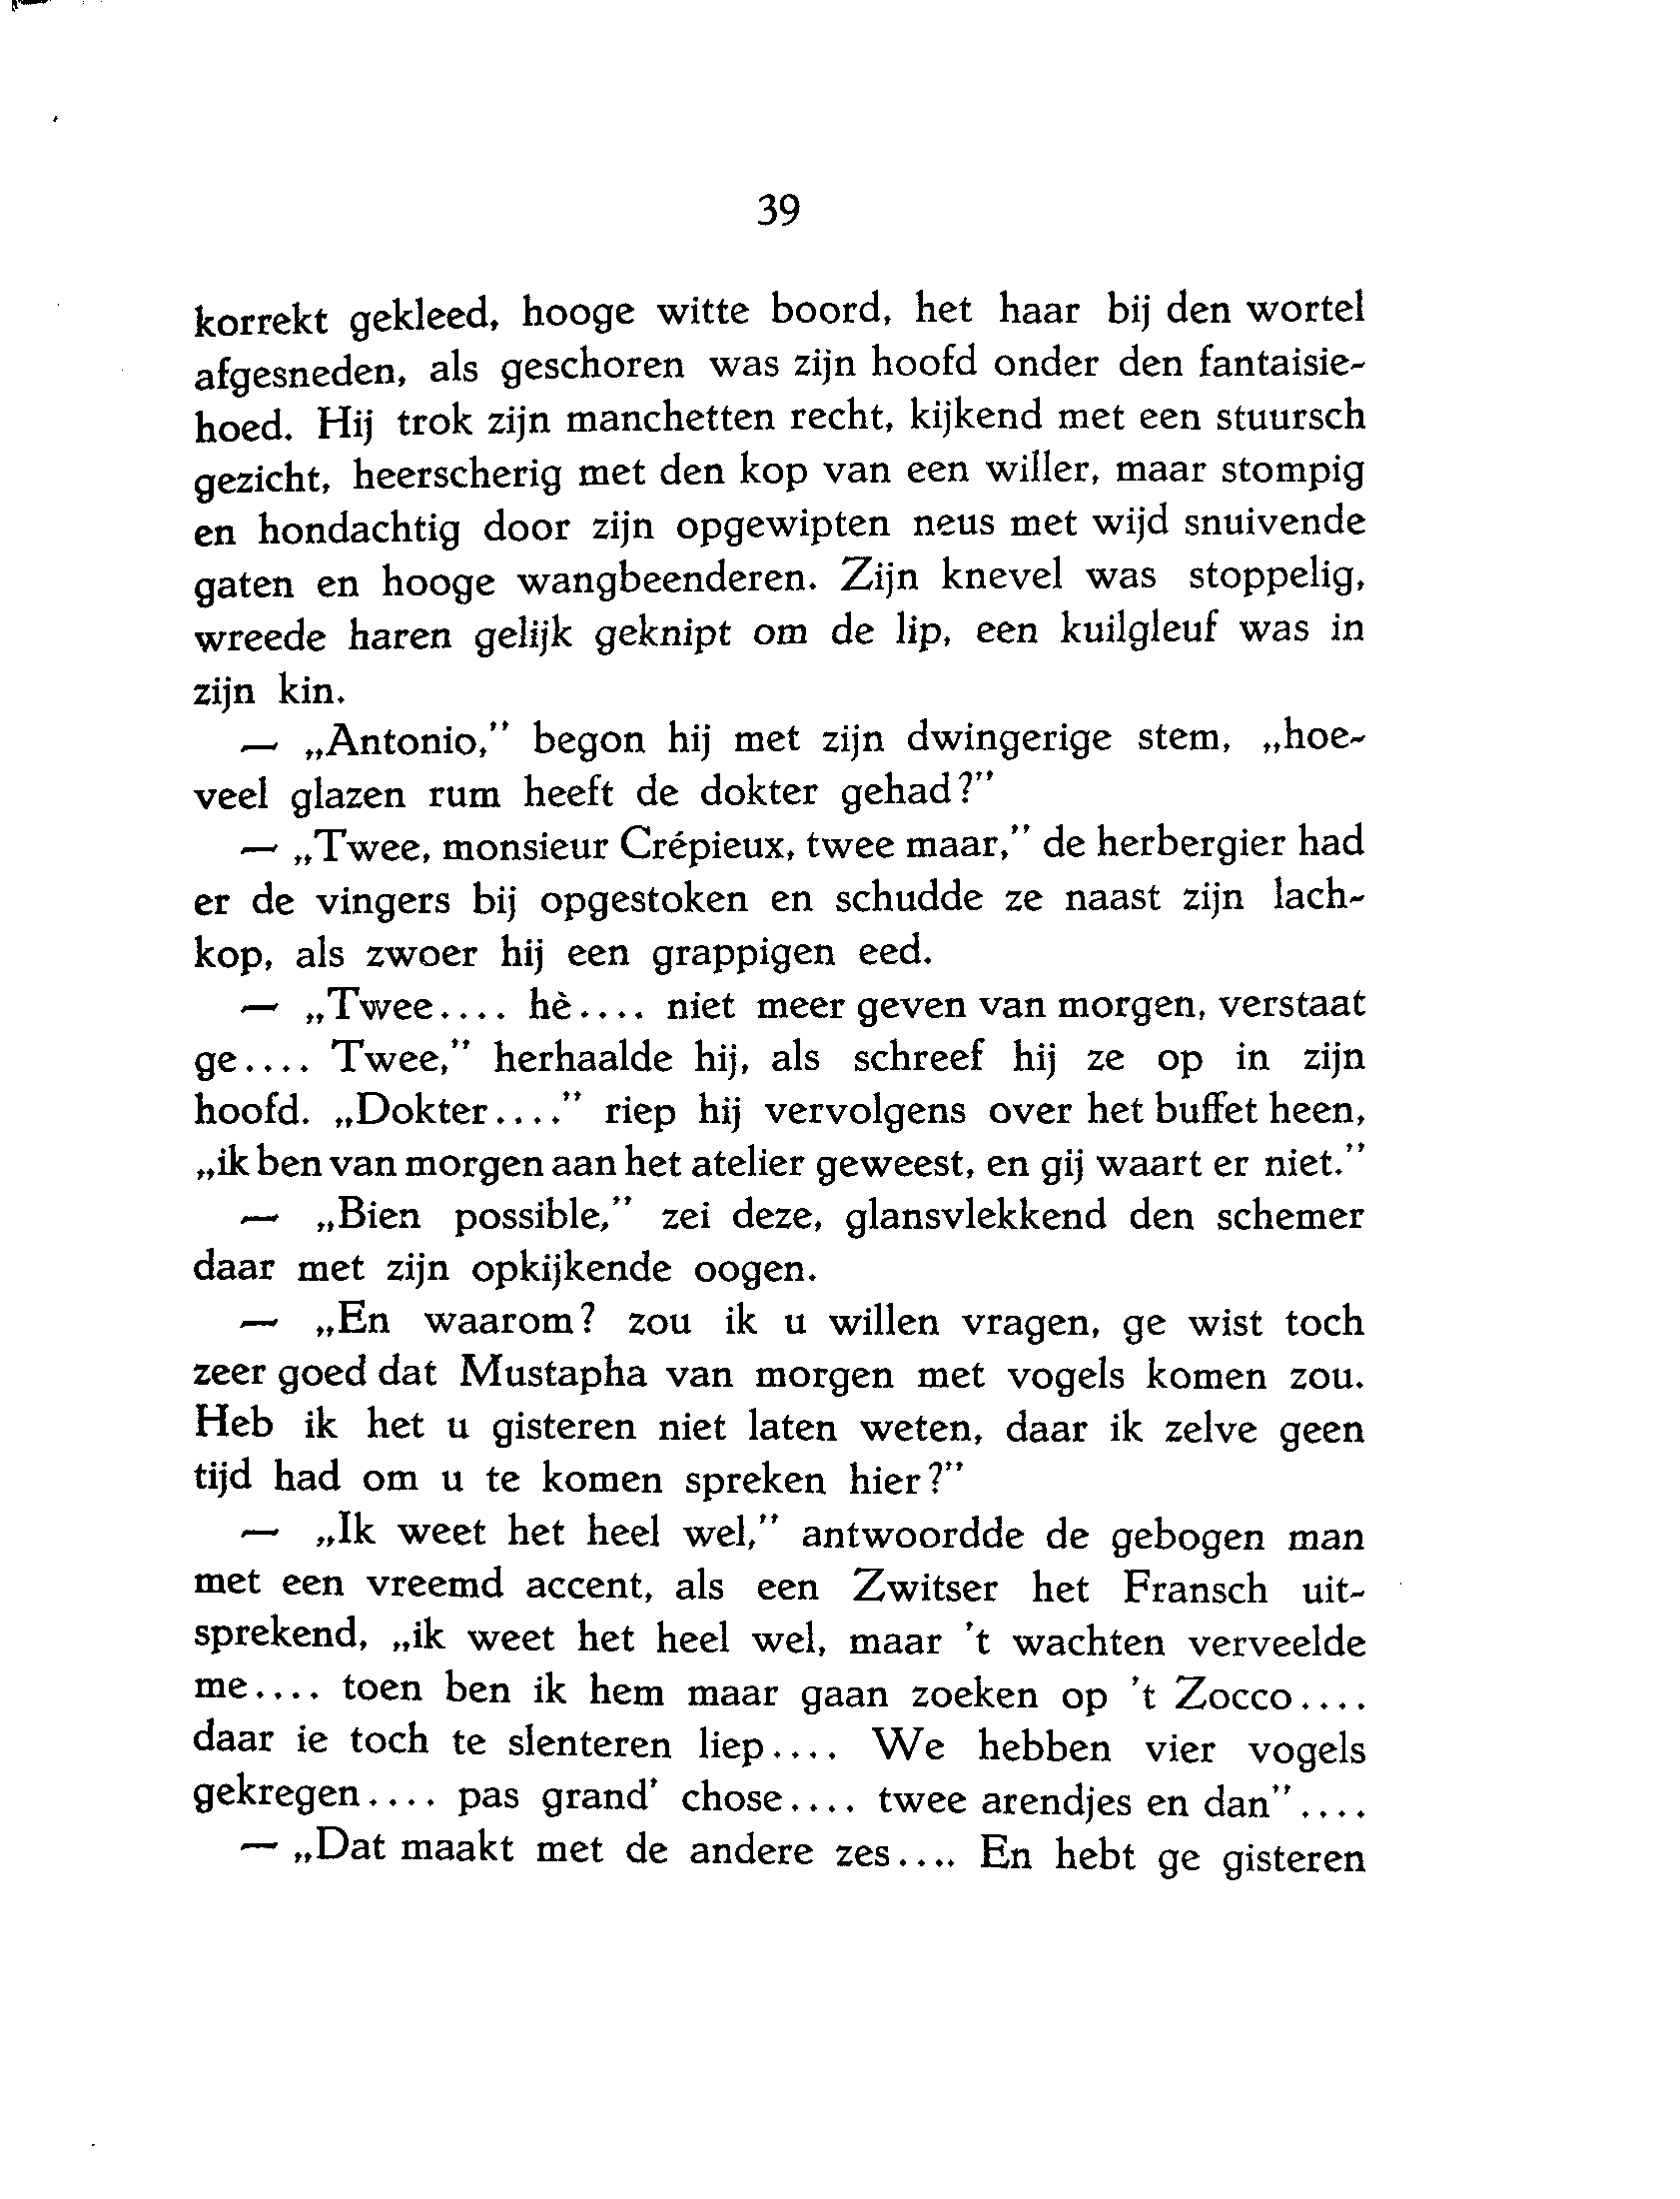 39
korrekt gekleed, hooge witte boord, het haar bij den wortel
afgesneden, als geschoren was zijn hoofd onder den fantaisie-
hoed. Hij trok zijn manchetten recht, kijkend met een stuursch
gezicht, heerscherig met den kop van een willer, maar stompig
en hondachtig door zijn opgewipten neus met wijd snuivende
gaten en hooge wangbeenderen. Zijn knevel was stoppelig,
wreede haren gelijk geknipt om de lip, een kuilgleuf was in
zijn kin.
— „Antonio,” begon hij met zijn dwingerige stem, „hoe-
veel glazen rum heeft de dokter gehad?”
— „Twee, monsieur Crépieux, twee maar,” de herbergier had
er de vingers bij opgestoken en schudde ze naast zijn lach-
kop, als zwoer hij een grappigen eed.
— „Twee.... hè.... niet meer geven van morgen, verstaat
ge.... Twee,” herhaalde hij, als schreef hij ze op in zijn
hoofd. „Dokter....” riep hij vervolgens over het buffet heen,
„ik ben van morgen aan het atelier geweest, en gij waart er niet.”
— „Bien possible,” zei deze, glansvlekkend den schemer
daar met zijn opkijkende oogen.
— „En waarom? zou ik u willen vragen, ge wist toch
zeer goed dat Mustapha van morgen met vogels komen zou.
Heb ik het u gisteren niet laten weten, daar ik zelve geen
tijd had om u te komen spreken hier?”
— „Ik weet het heel wel,” antwoordde de gebogen man
met een vreemd accent, als een Zwitser het Fransch uit-
sprekend, „ik weet het heel wel, maar 't wachten verveelde
me.... toen ben ik hem maar gaan zoeken op 't Zocco....
daar ie toch te slenteren liep.... We hebben vier vogels
gekregen.... pas grand' chose.... twee arendjes en dan”....
— „Dat maakt met de andere zes.... En hebt ge gisteren